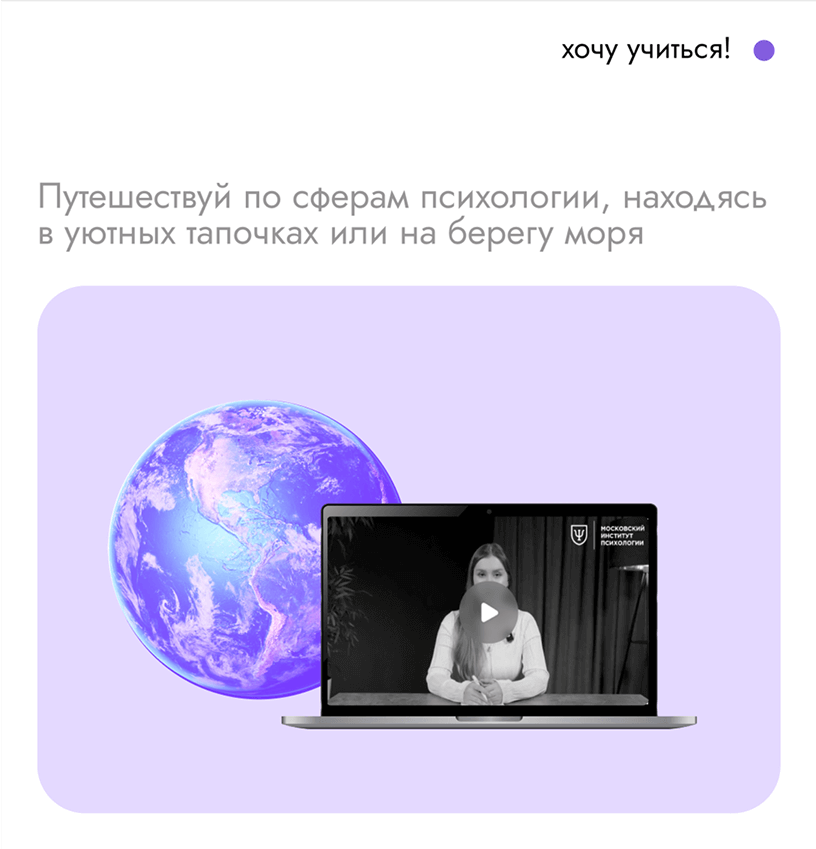 хочу учиться!
Путешествуй по сферам психологии, находясь
в уютных тапочках или на берегу моря
МОСКОВСКИЙ
ИНСТИТУТ
ПСИХОЛОГИИ